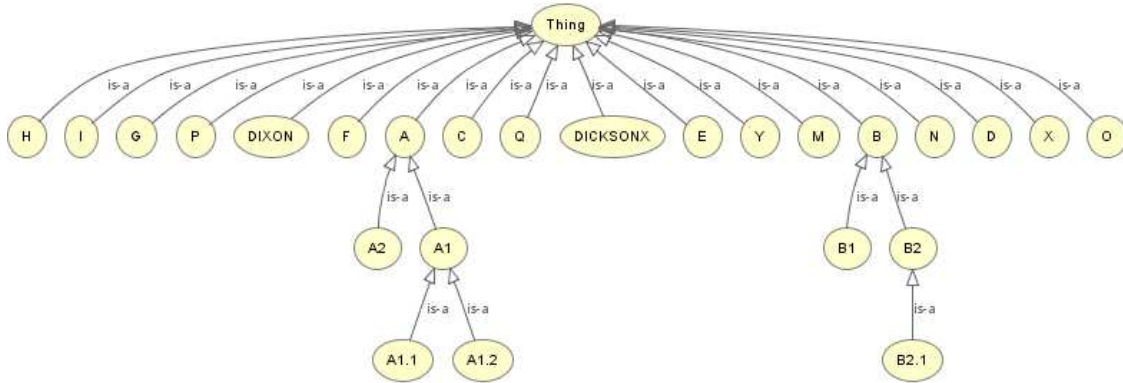 Thing
is-a is-a is-a is-a is-a is-a is-a is-a is-a is-a is-a is-a is-a is-a is-a is-a is-a is-a
H I G P DIXON F A C Q DICKSONX E Y M B N D X O
is-a is-a is-a is-a
A2 A1 B1 B2
is-a is-a is-a
A1.1 A1.2 B2.1